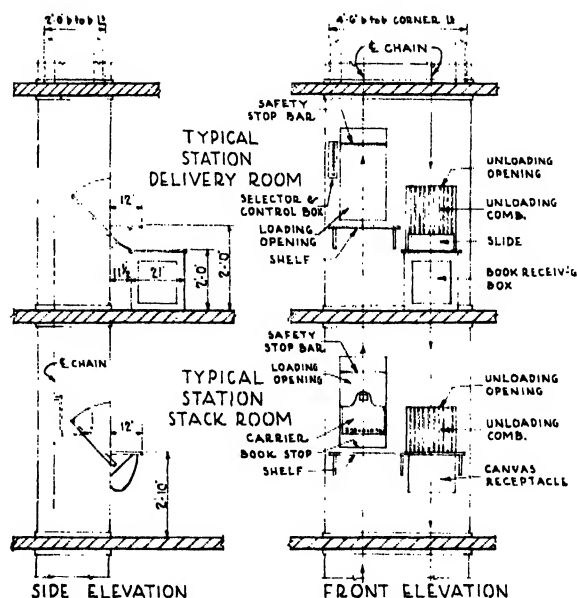 2'-0" b to b Ls
4'-6" b to b CORNER Ls
℄ CHAIN
SAFETY
STOP BAR
TYPICAL
STATION
DELIVERY ROOM
UNLOADING
OPENING
12"
SELECTOR &
CONTROL BOX
UNLOADING
COMB.
LOADING
OPENING
SLIDE
SHELF
11½
21"
2'-0"
2'-0"
BOOK RECEIV'G
BOX
SAFETY
STOP BAR
℄ CHAIN
LOADING
OPENING
TYPICAL
STATION
STACK ROOM
UNLOADING
OPENING
12"
CARRIER
UNLOADING
COMB.
BOOK STOP
SHELF
CANVAS
RECEPTACLE
2'-10"
SIDE ELEVATION
FRONT ELEVATION